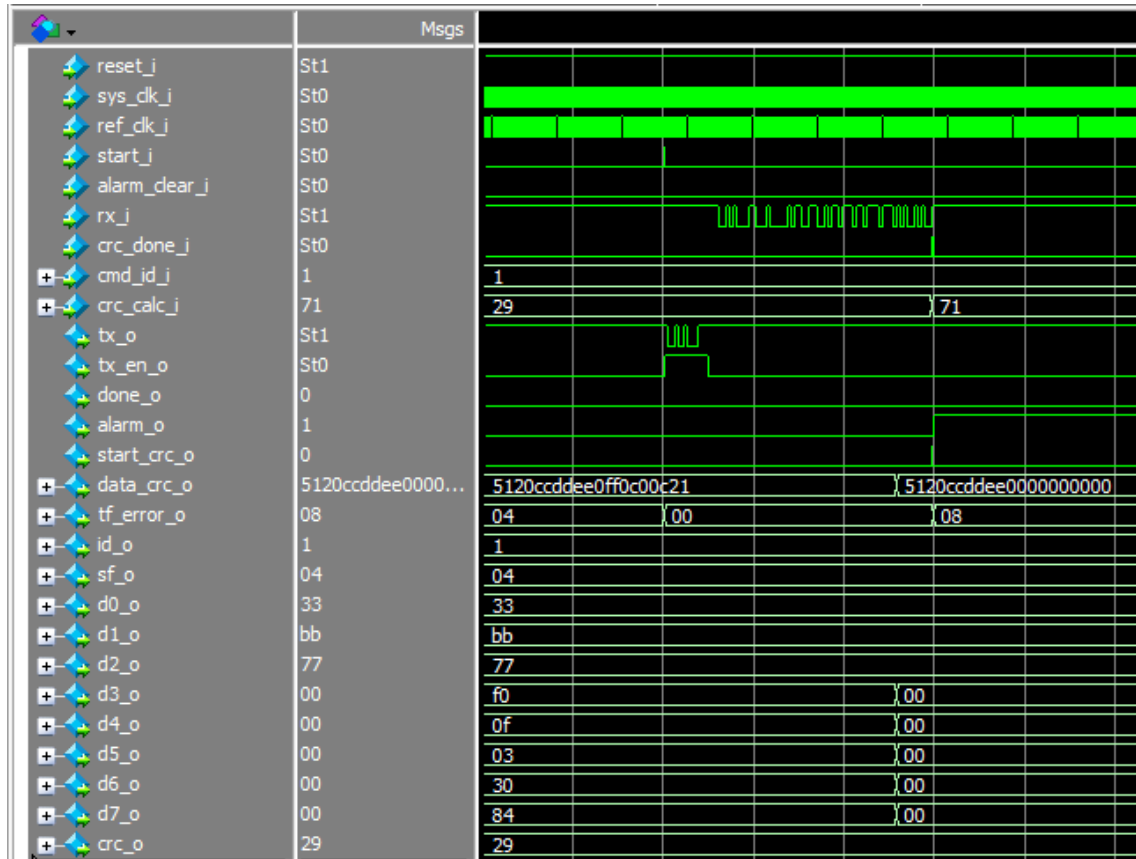 Msgs
reset_i St1
sys_clk_i St0
ref_clk_i St0
start_i St0
alarm_clear_i St0
rx_i St1
crc_done_i St0
cmd_id_i 1 1
crc_calc_i 71 29 71
tx_o St1
tx_en_o St0
done_o 0
alarm_o 1
start_crc_o 0
data_crc_o 5120ccddee0000... 5120ccddee0ff0c00c21 5120ccddee0000000000
tf_error_o 08 04 00 08
id_o 1 1
sf_o 04 04
d0_o 33 33
d1_o bb bb
d2_o 77 77
d3_o 00 f0 00
d4_o 00 0f 00
d5_o 00 03 00
d6_o 00 30 00
d7_o 00 84 00
crc_o 29 29